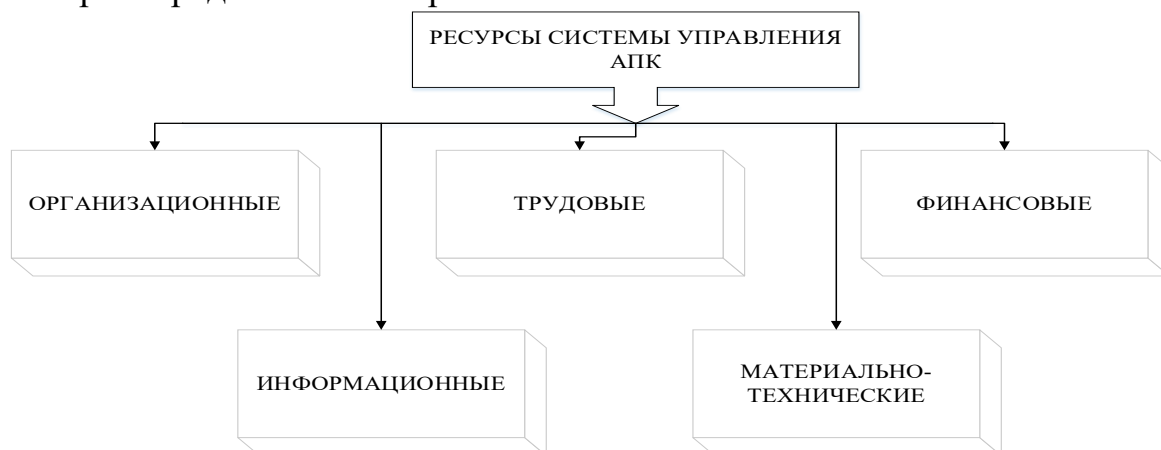 РЕСУРСЫ СИСТЕМЫ УПРАВЛЕНИЯ
АПК
ОРГАНИЗАЦИОННЫЕ
ТРУДОВЫЕ
ФИНАНСОВЫЕ
ИНФОРМАЦИОННЫЕ
МАТЕРИАЛЬНО-
ТЕХНИЧЕСКИЕ